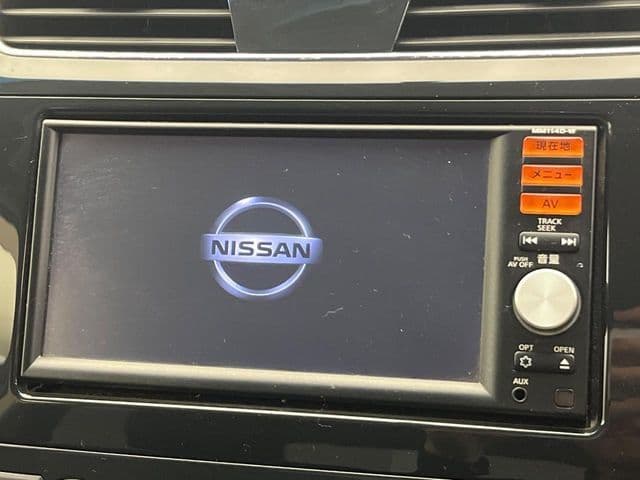 NISSAN
MM114D-W
現在地
メニュー
AV
TRACK
SEEK
PUSH
AV OFF
音量
OPT
OPEN
AUX